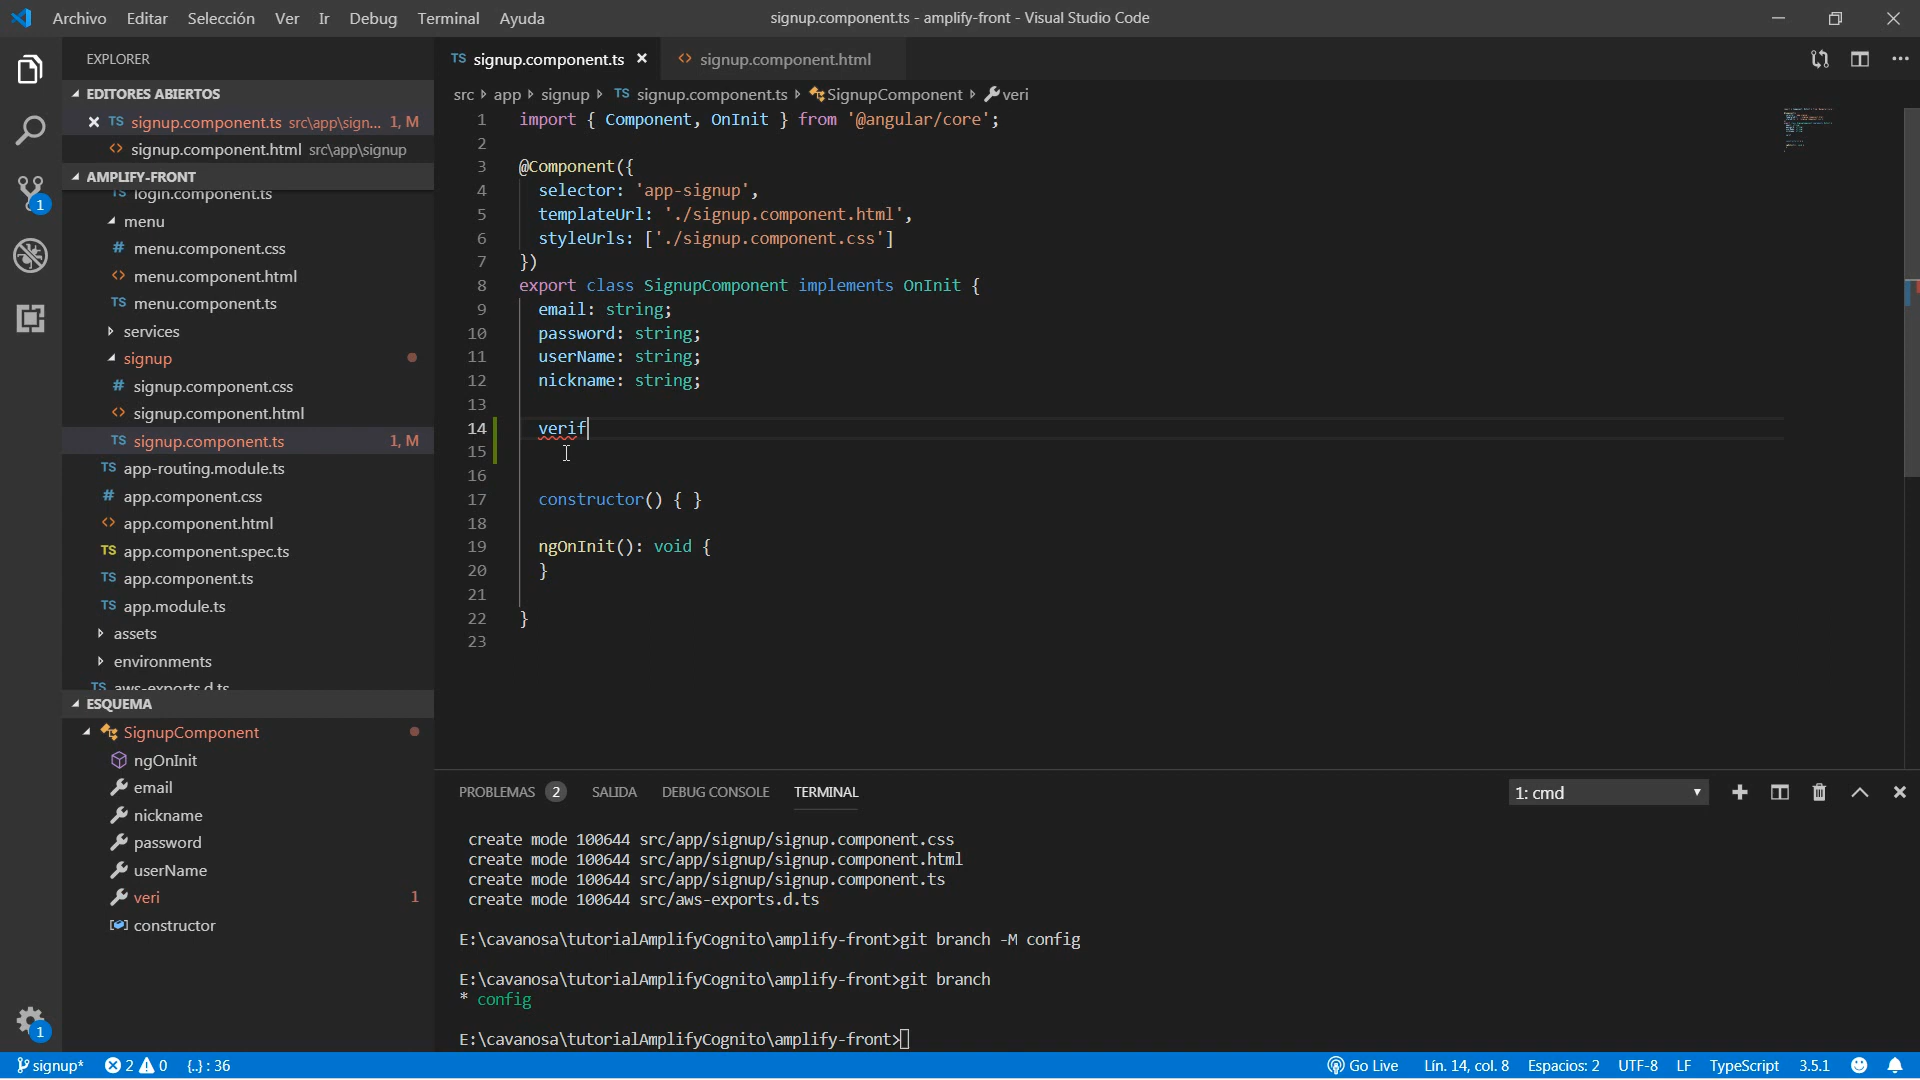 Archivo Editar Selección Ver Ir Debug Terminal Ayuda
signup.component.ts - amplify-front - Visual Studio Code
EXPLORER
EDITORES ABIERTOS
TS signup.component.ts src\app\sign... 1, M
<> signup.component.html src\app\signup
AMPLIFY-FRONT
TS login.component.ts
menu
# menu.component.css
<> menu.component.html
TS menu.component.ts
services
signup
# signup.component.css
<> signup.component.html
TS signup.component.ts 1, M
TS app-routing.module.ts
# app.component.css
<> app.component.html
TS app.component.spec.ts
TS app.component.ts
TS app.module.ts
assets
environments
TS aws-exports.d.ts
ESQUEMA
SignupComponent
ngOnInit
email
nickname
password
userName
veri 1
constructor
1
1
TS signup.component.ts
<> signup.component.html
src app signup TS signup.component.ts SignupComponent veri
1 import { Component, OnInit } from '@angular/core';
2
3 @Component({
4 selector: 'app-signup',
5 templateUrl: './signup.component.html',
6 styleUrls: ['./signup.component.css']
7 })
8 export class SignupComponent implements OnInit {
9 email: string;
10 password: string;
11 userName: string;
12 nickname: string;
13
14 verif
15
16
17 constructor() { }
18
19 ngOnInit(): void {
20 }
21
22 }
23
PROBLEMAS 2 SALIDA DEBUG CONSOLE TERMINAL 1: cmd
create mode 100644 src/app/signup/signup.component.css
create mode 100644 src/app/signup/signup.component.html
create mode 100644 src/app/signup/signup.component.ts
create mode 100644 src/aws-exports.d.ts
E:\cavanosa\tutorialAmplifyCognito\amplify-front>git branch -M config
E:\cavanosa\tutorialAmplifyCognito\amplify-front>git branch
* config
E:\cavanosa\tutorialAmplifyCognito\amplify-front>
signup* 2 0 {..} : 36 Go Live Lín. 14, col. 8 Espacios: 2 UTF-8 LF TypeScript 3.5.1